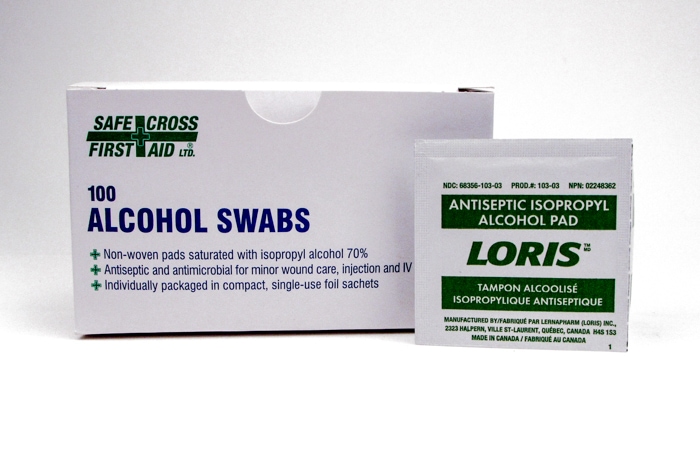 SAFE CROSS
FIRST AID LTD.
100
ALCOHOL SWABS
Non-woven pads saturated with isopropyl alcohol 70%
Antiseptic and antimicrobial for minor wound care, injection and IV
Individually packaged in compact, single-use foil sachets
NDC: 68356-103-03 PROD.#: 103-03 NPN: 02248362
ANTISEPTIC ISOPROPYL
ALCOHOL PAD
LORIS TM MD
TAMPON ALCOOLISÉ
ISOPROPYLIQUE ANTISEPTIQUE
MANUFACTURED BY/FABRIQUÉ PAR LERNAPHARM (LORIS) INC.,
2323 HALPERN, VILLE ST-LAURENT, QUÉBEC, CANADA H4S 1S3
MADE IN CANADA / FABRIQUÉ AU CANADA
1